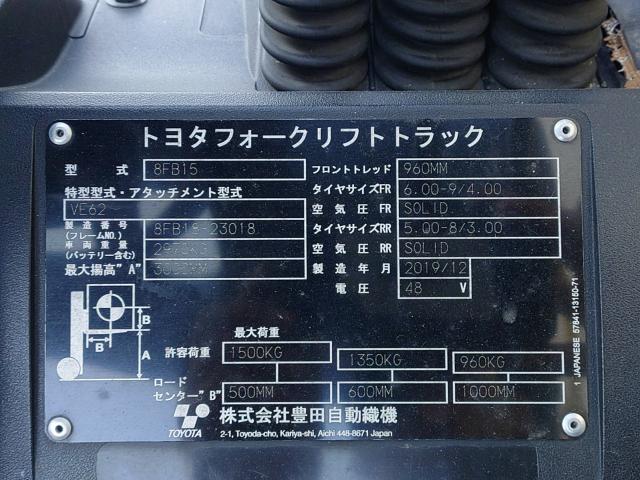 トヨタフォークリフトトラック
型 式 8FB15
フロントトレッド 960MM
特型型式・アタッチメント型式
VE62
タイヤサイズFR 6.00-9/4.00
空気圧 FR SOLID
製造番号 (フレームNO.) 8FB18-23018
タイヤサイズRR 5.00-8/3.00
車両重量 (バッテリー含む)
空気圧 RR SOLID
最大揚高"A"
製造年月 2019/12
電圧 48 V
B
B
A
最大荷重
許容荷重 1500KG 1350KG 960KG
ロードセンター"B" 500MM 600MM 1000MM
TOYOTA
株式会社豊田自動織機
2-1, Toyoda-cho, Kariya-shi, Aichi 448-8671 Japan
1 JAPANESE 57841-13150-71